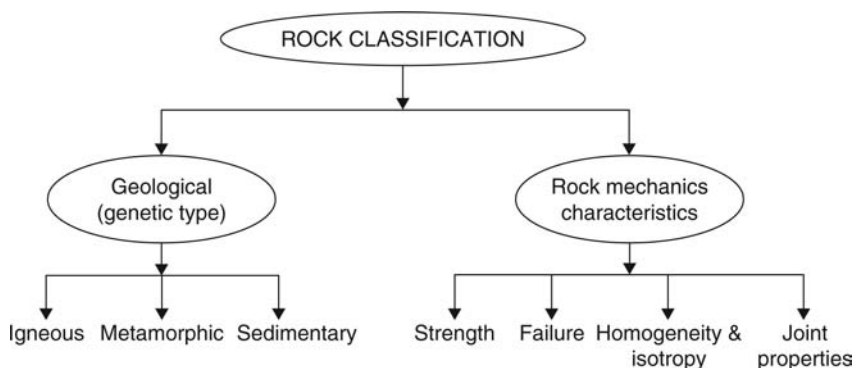 ROCK CLASSIFICATION
Geological
(genetic type)
Rock mechanics
characteristics
Igneous
Metamorphic
Sedimentary
Strength
Failure
Homogeneity &
isotropy
Joint
properties